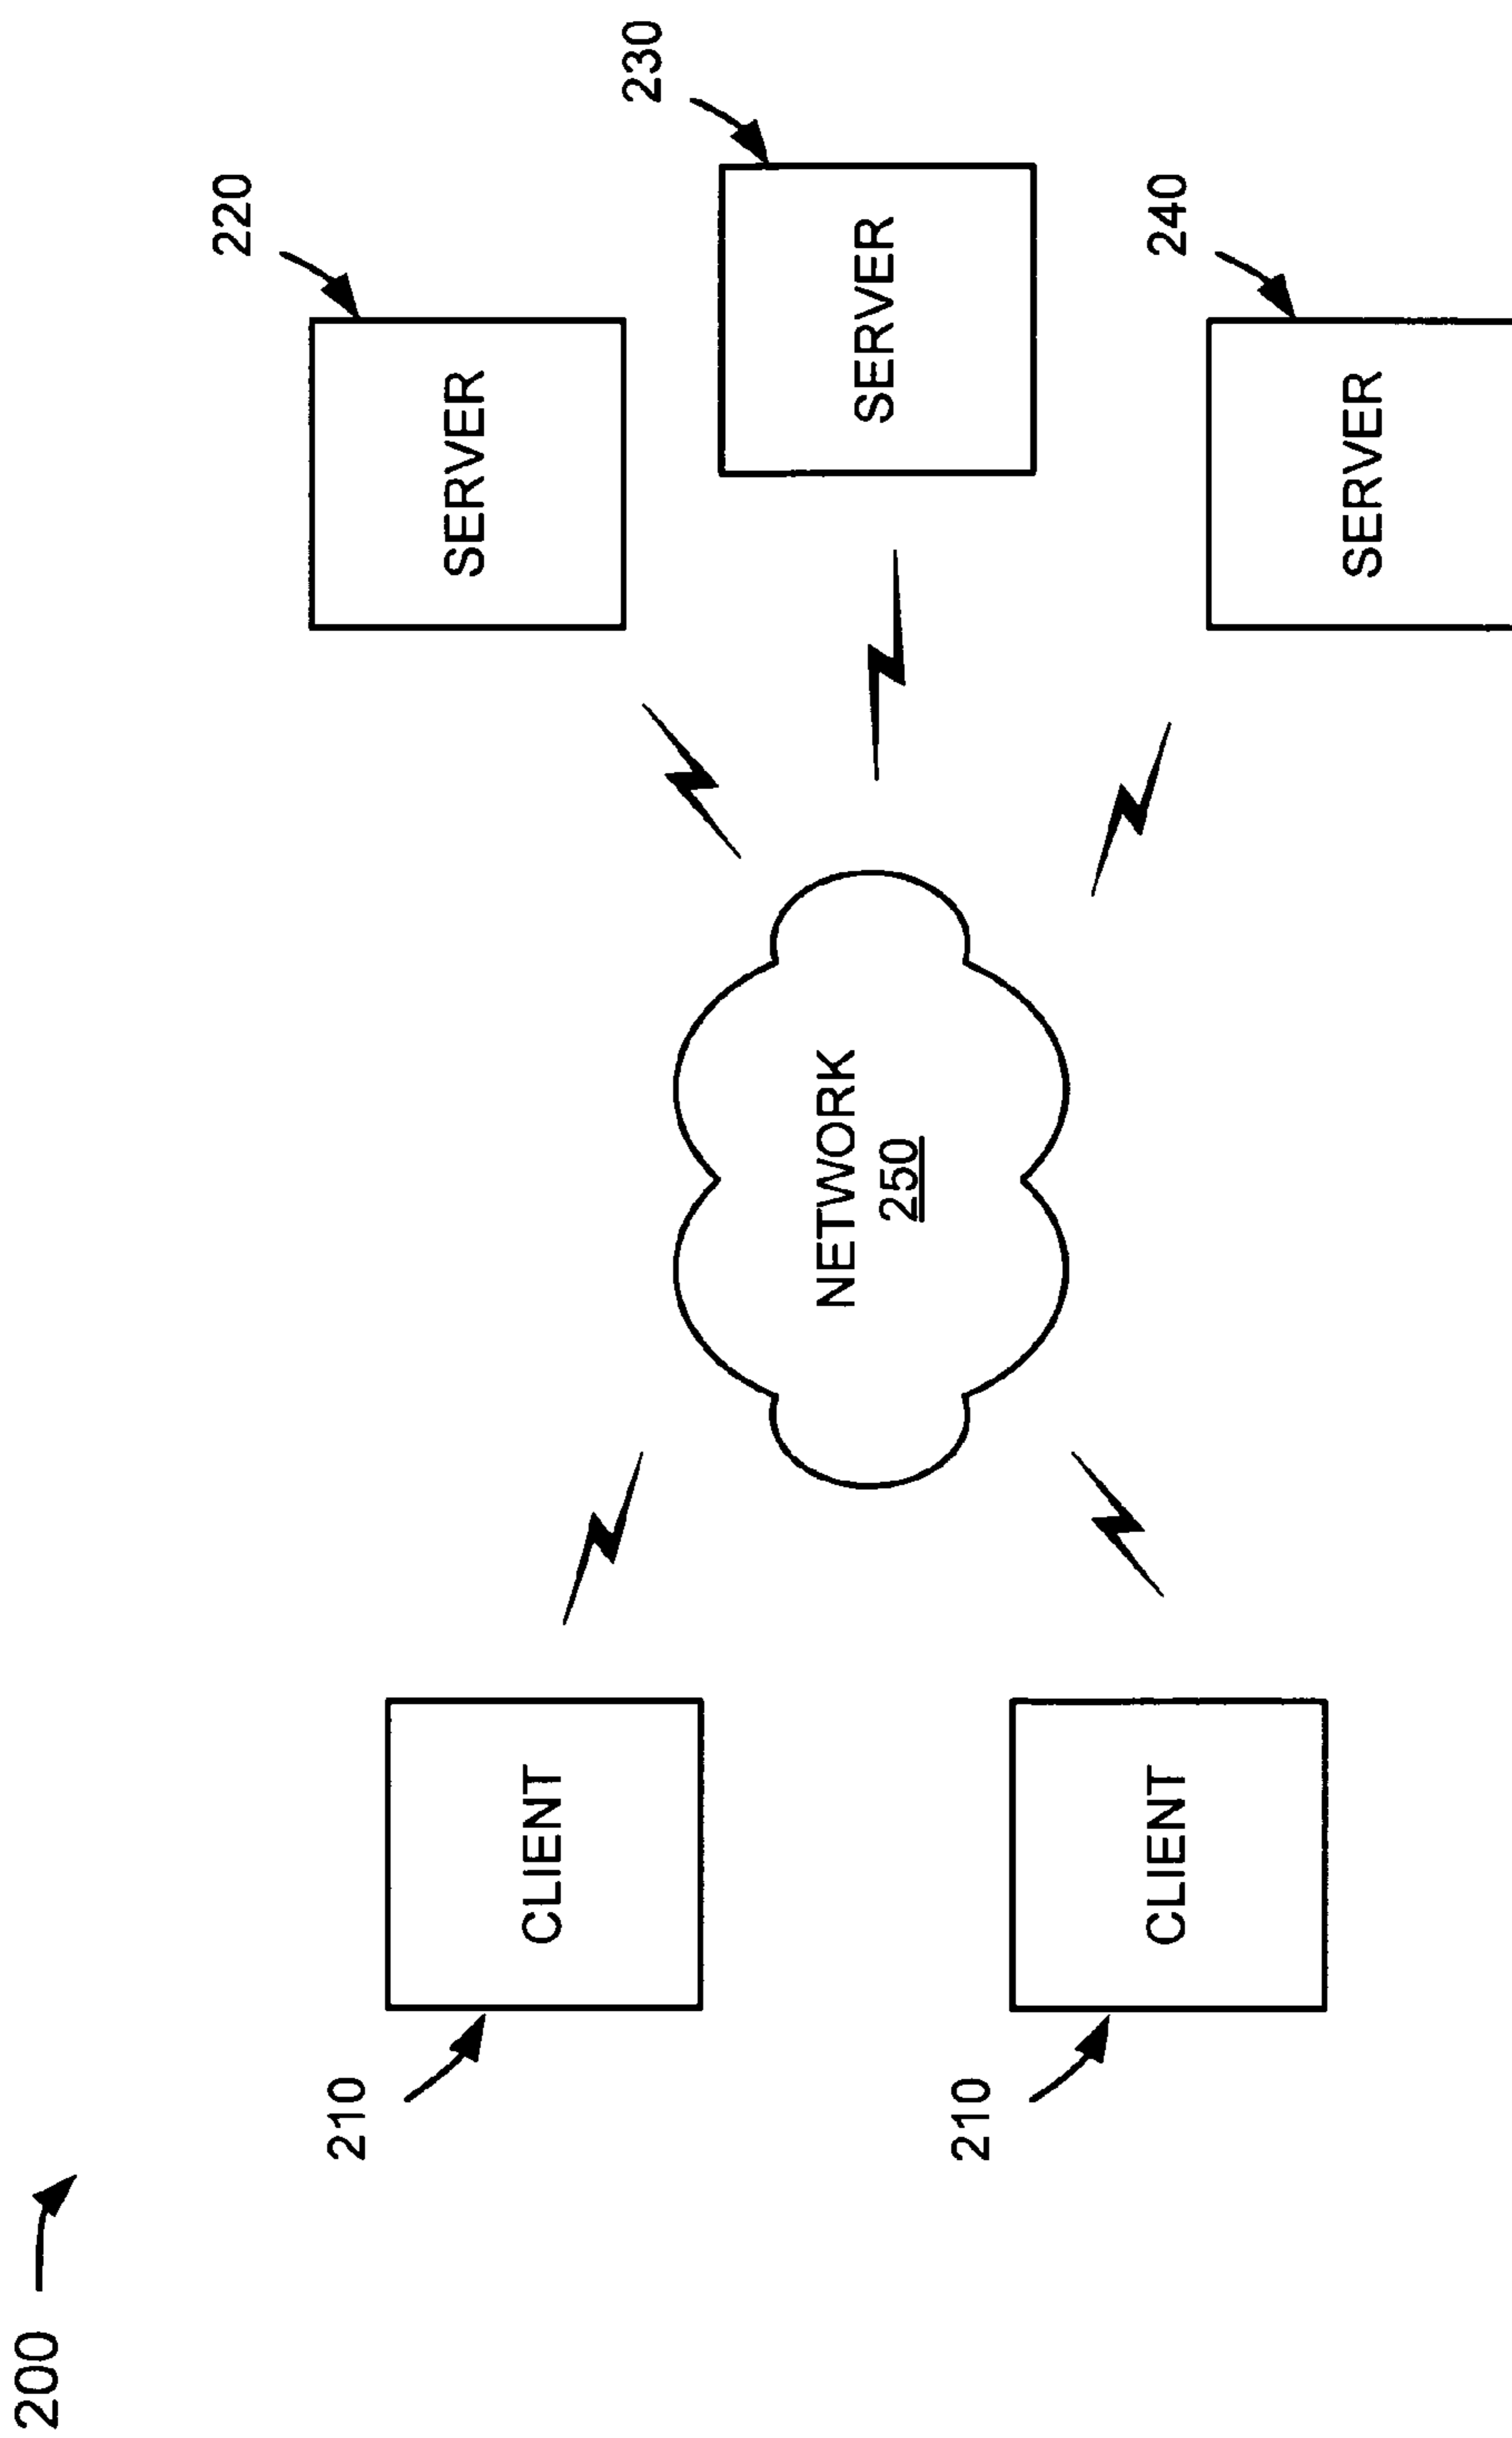 200
210
CLIENT
210
CLIENT
NETWORK
250
220
SERVER
230
SERVER
240
SERVER